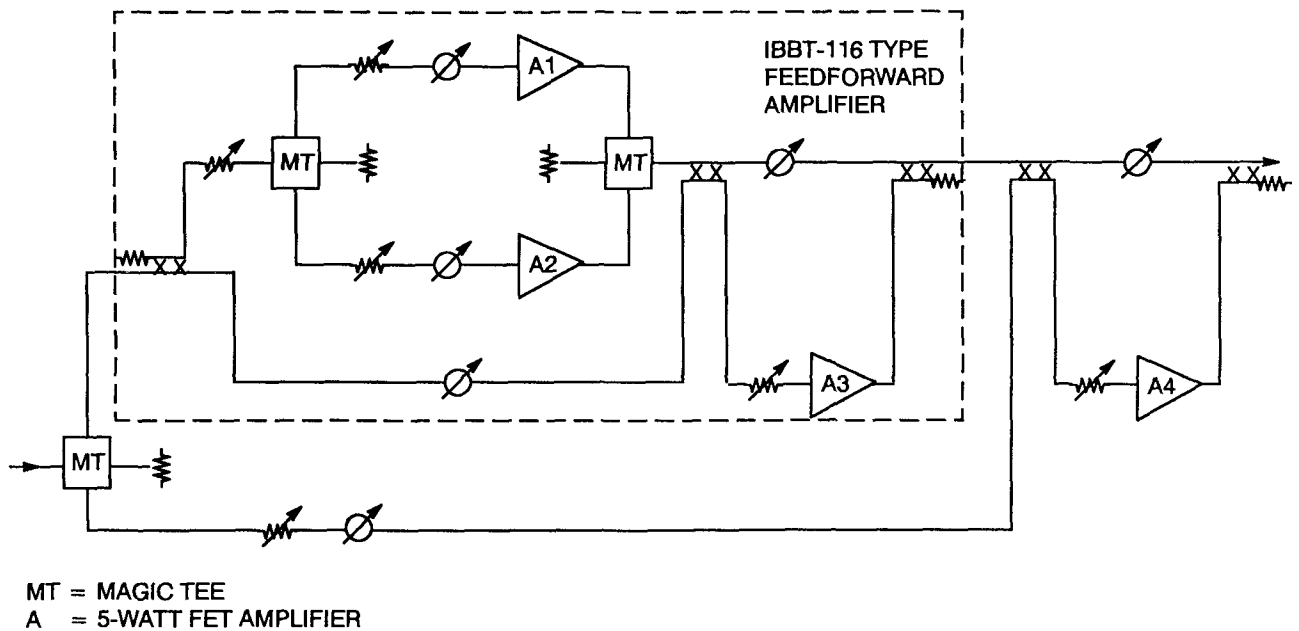 IBBT-116 TYPE
FEEDFORWARD
AMPLIFIER
A1
MT
MT
A2
A3
A4
MT
MT = MAGIC TEE
A = 5-WATT FET AMPLIFIER